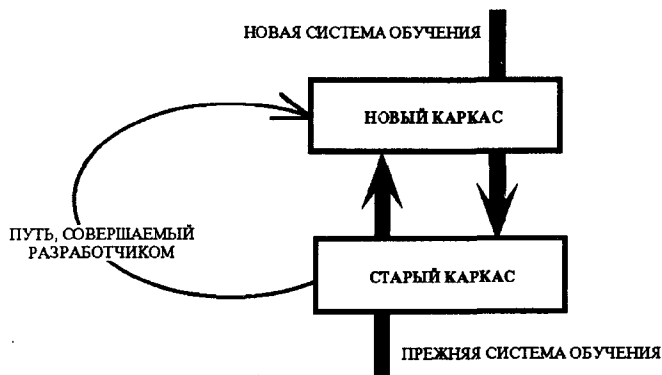 НОВАЯ СИСТЕМА ОБУЧЕНИЯ
НОВЫЙ КАРКАС
ПУТЬ, СОВЕРШАЕМЫЙ
РАЗРАБОТЧИКОМ
СТАРЫЙ КАРКАС
ПРЕЖНЯЯ СИСТЕМА ОБУЧЕНИЯ